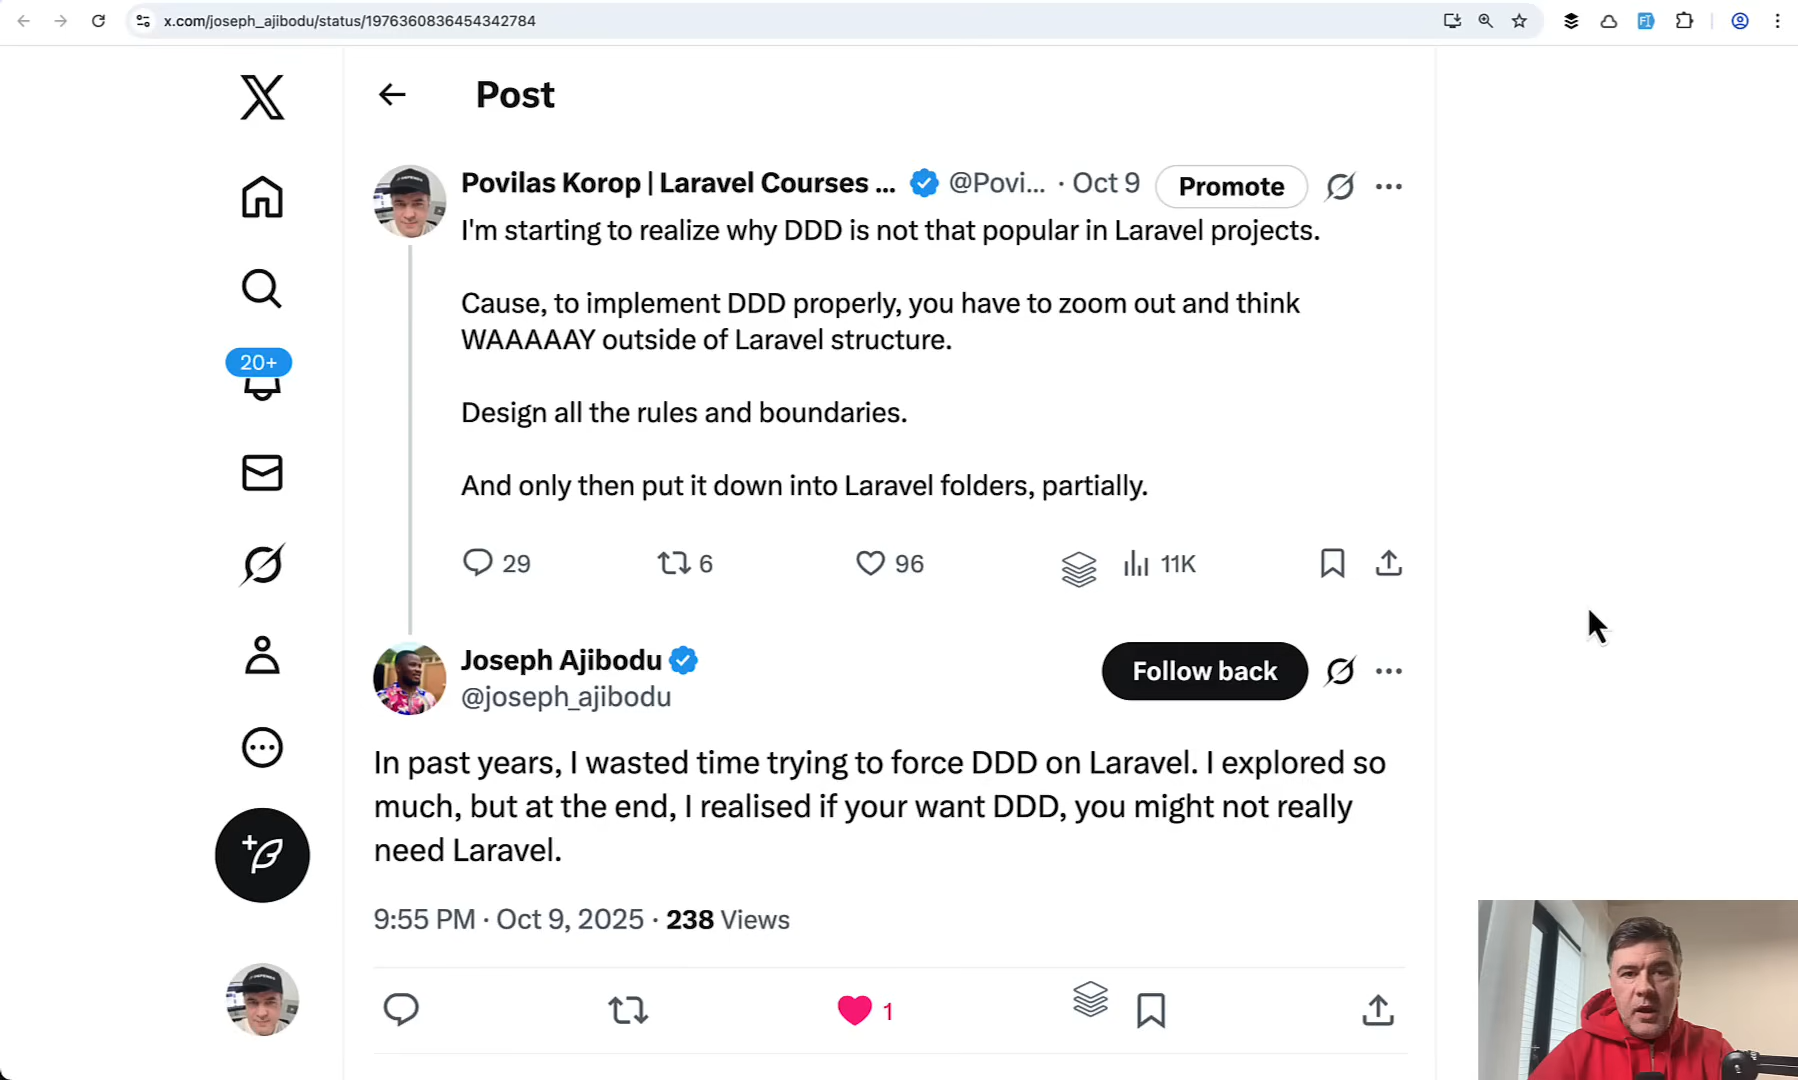 x.com/joseph_ajibodu/status/1976360836454342784
Post
Povilas Korop | Laravel Courses ... @Povi... · Oct 9
Promote
I'm starting to realize why DDD is not that popular in Laravel projects.
Cause, to implement DDD properly, you have to zoom out and think
WAAAAAY outside of Laravel structure.
Design all the rules and boundaries.
And only then put it down into Laravel folders, partially.
20+
29 6 96 11K
Joseph Ajibodu
@joseph_ajibodu
Follow back
In past years, I wasted time trying to force DDD on Laravel. I explored so
much, but at the end, I realised if your want DDD, you might not really
need Laravel.
9:55 PM · Oct 9, 2025 · 238 Views
1